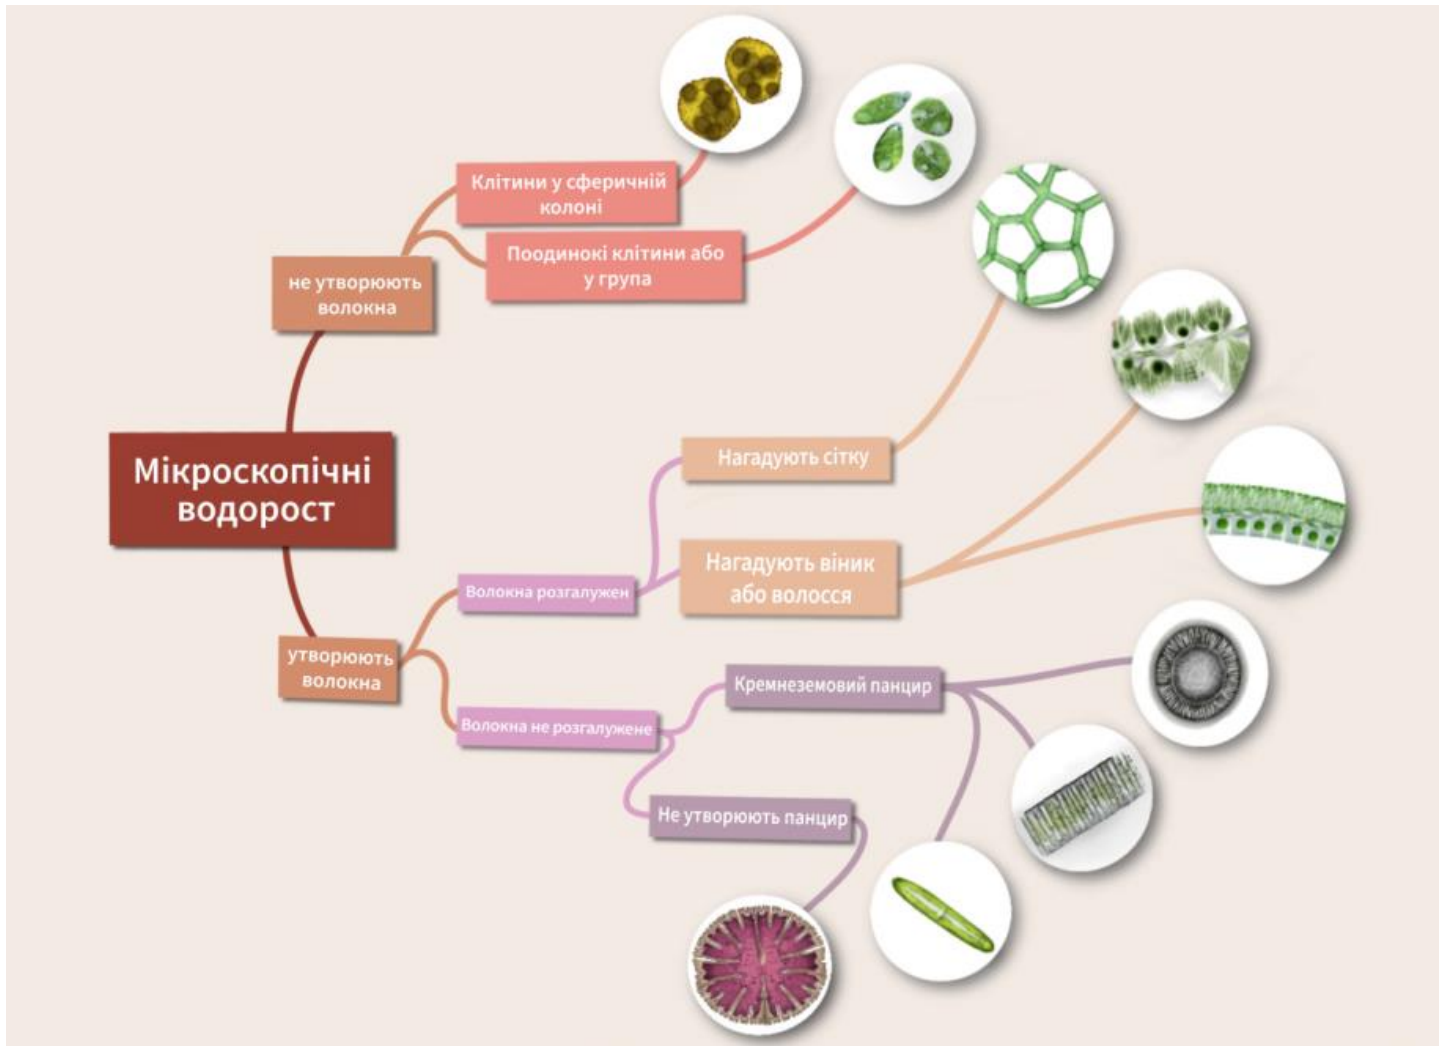 Клітини у сферичній
колоні
Поодинокі клітини або
у група
не утворюють
волокна
Мікроскопічні
водорост
Нагадують сітку
Нагадують віник
або волосся
Волокна розгалужен
утворюють
волокна
Кремнеземовий панцир
Волокна не розгалужене
Не утворюють панцир